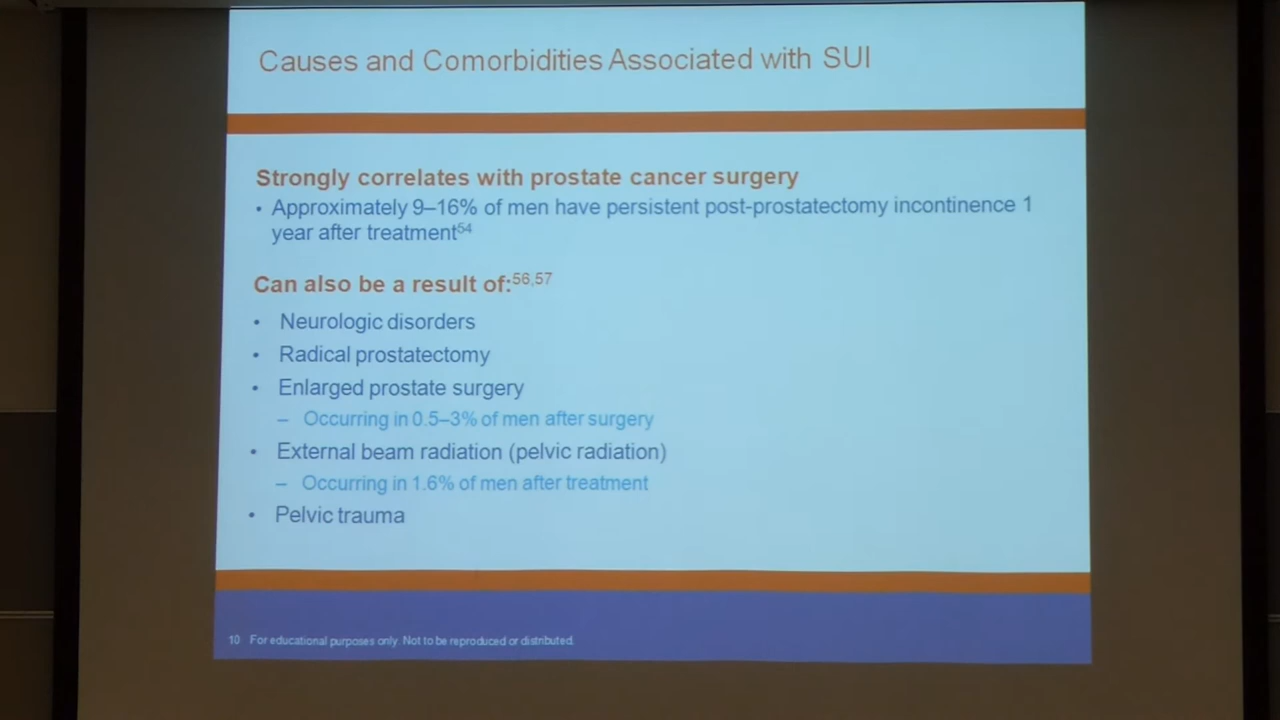 Causes and Comorbidities Associated with SUI
Strongly correlates with prostate cancer surgery
• Approximately 9–16% of men have persistent post-prostatectomy incontinence 1
year after treatment⁵⁴
Can also be a result of:⁵⁶,⁵⁷
• Neurologic disorders
• Radical prostatectomy
• Enlarged prostate surgery
– Occurring in 0.5–3% of men after surgery
• External beam radiation (pelvic radiation)
– Occurring in 1.6% of men after treatment
• Pelvic trauma
10 For educational purposes only. Not to be reproduced or distributed.